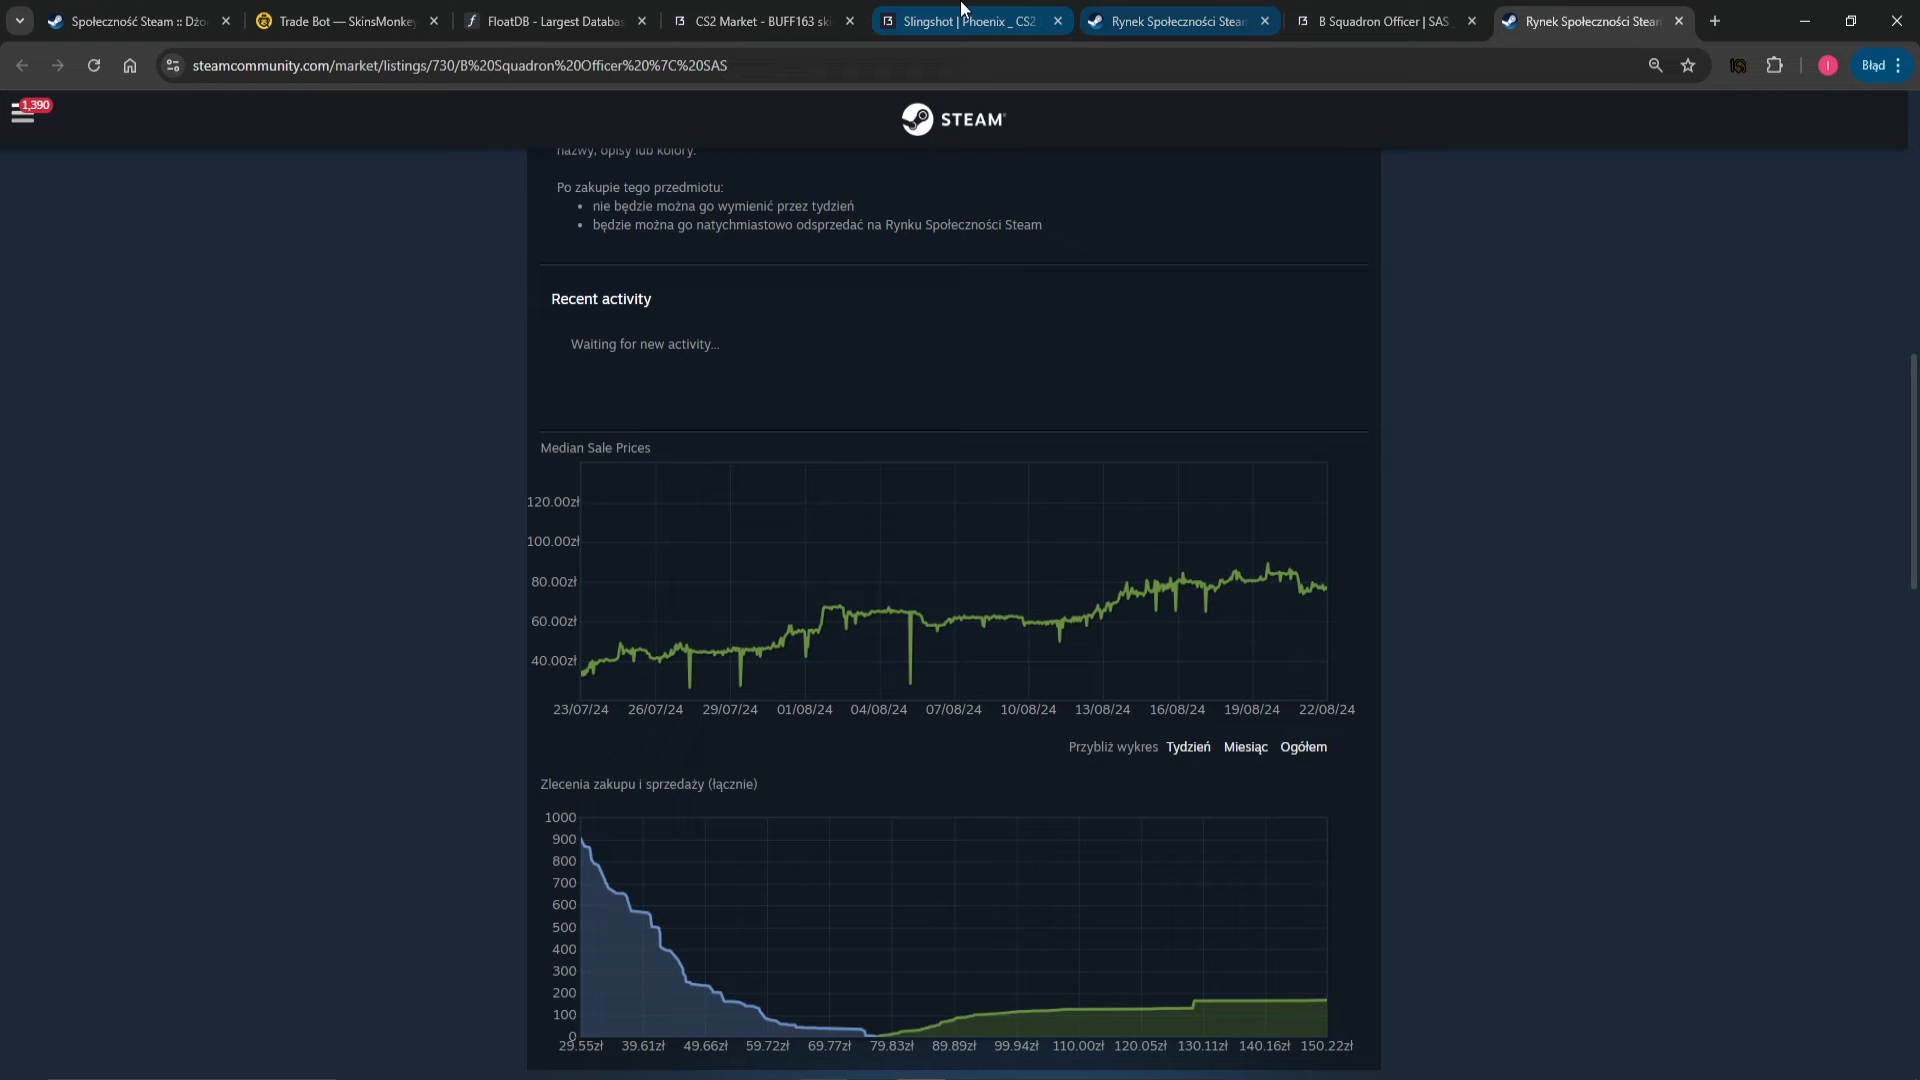 Społeczność Steam :: Dżo
Trade Bot — SkinsMonkey
FloatDB - Largest Databas
CS2 Market - BUFF163 ski
Slingshot | Phoenix _ CS2
Rynek Społeczności Steam
B Squadron Officer | SAS
Rynek Społeczności Steam
steamcommunity.com/market/listings/730/B%20Squadron%20Officer%20%7C%20SAS
Błąd
1,390
STEAM
nazwy, opisy lub kolory.
Po zakupie tego przedmiotu:
• nie będzie można go wymienić przez tydzień
• będzie można go natychmiastowo odsprzedać na Rynku Społeczności Steam
Recent activity
Waiting for new activity...
Median Sale Prices
120.00zł
100.00zł
80.00zł
60.00zł
40.00zł
23/07/24 26/07/24 29/07/24 01/08/24 04/08/24 07/08/24 10/08/24 13/08/24 16/08/24 19/08/24 22/08/24
Przybliż wykres Tydzień Miesiąc Ogółem
Zlecenia zakupu i sprzedaży (łącznie)
1000
900
800
700
600
500
400
300
200
100
0
29.55zł 39.61zł 49.66zł 59.72zł 69.77zł 79.83zł 89.89zł 99.94zł 110.00zł 120.05zł 130.11zł 140.16zł 150.22zł